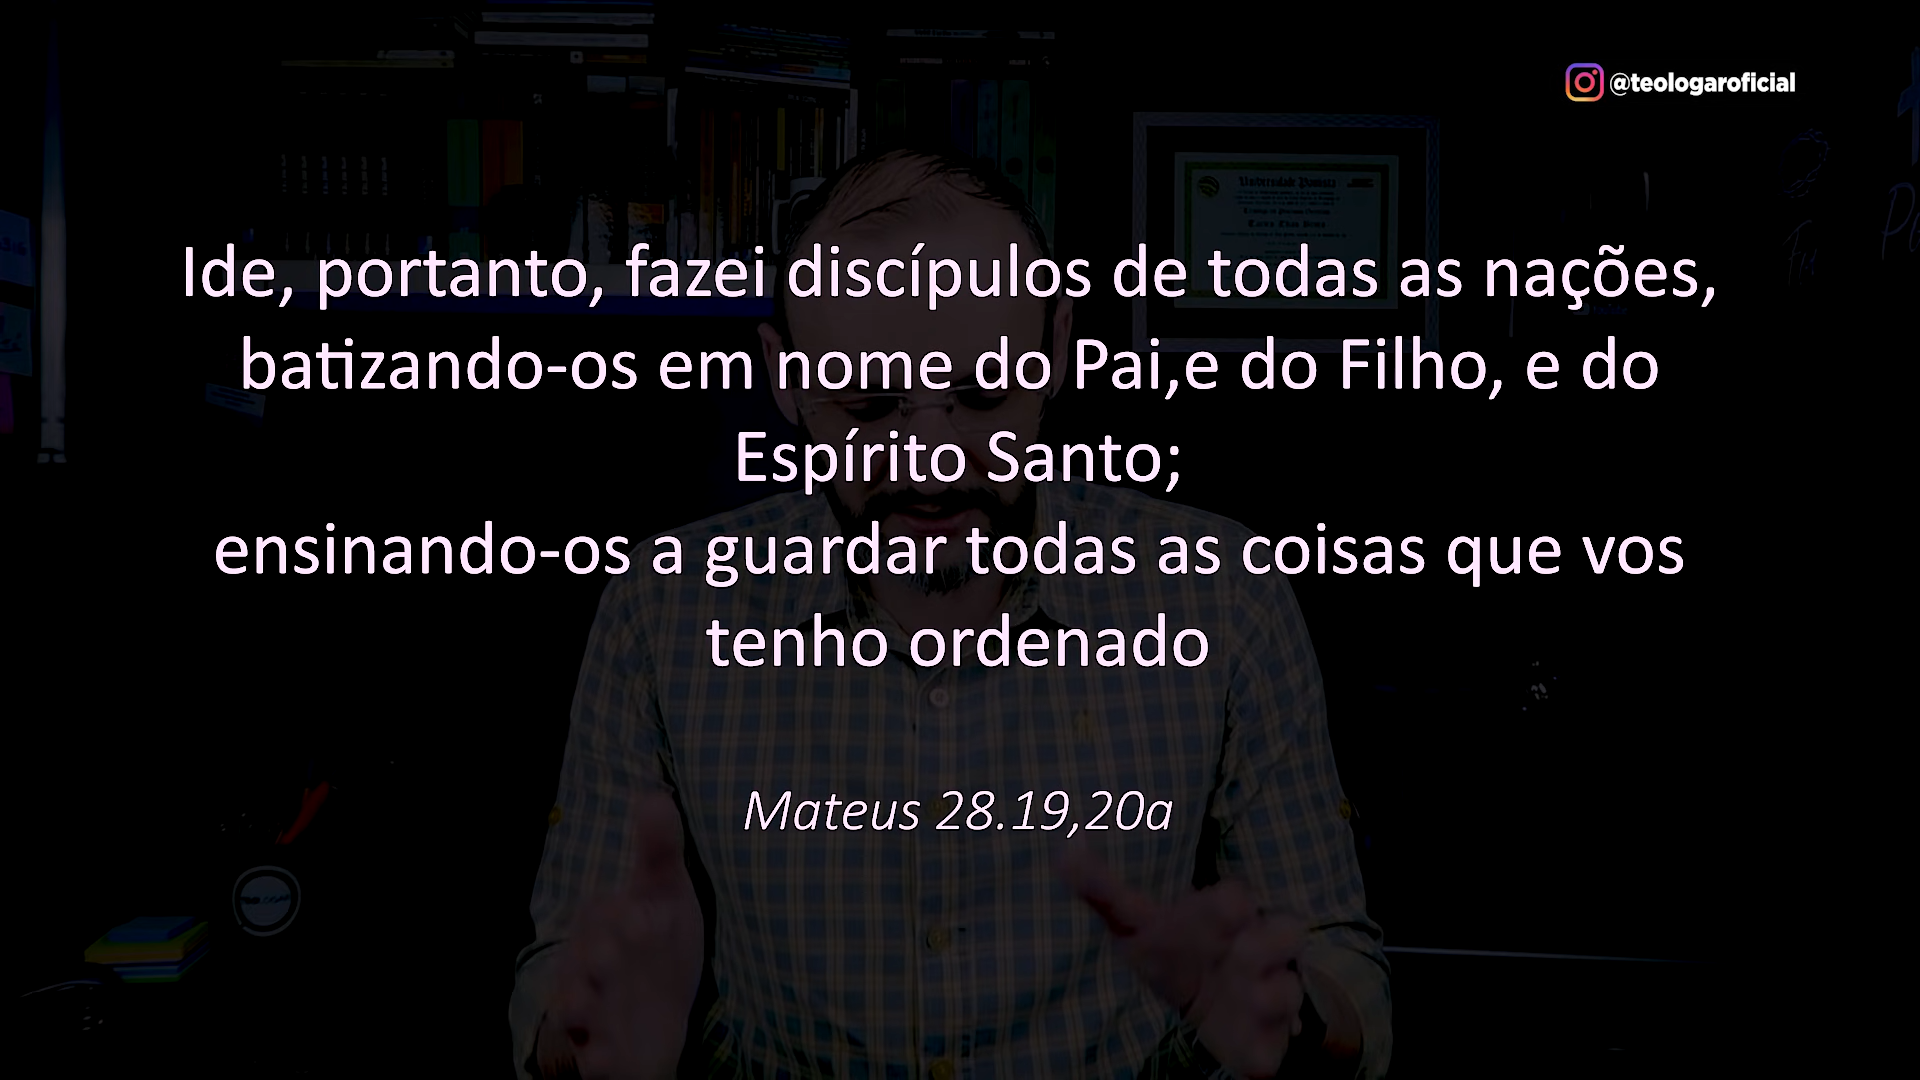 @teologaroficial
Ide, portanto, fazei discípulos de todas as nações,
batizando-os em nome do Pai,e do Filho, e do
Espírito Santo;
ensinando-os a guardar todas as coisas que vos
tenho ordenado
Mateus 28.19,20a